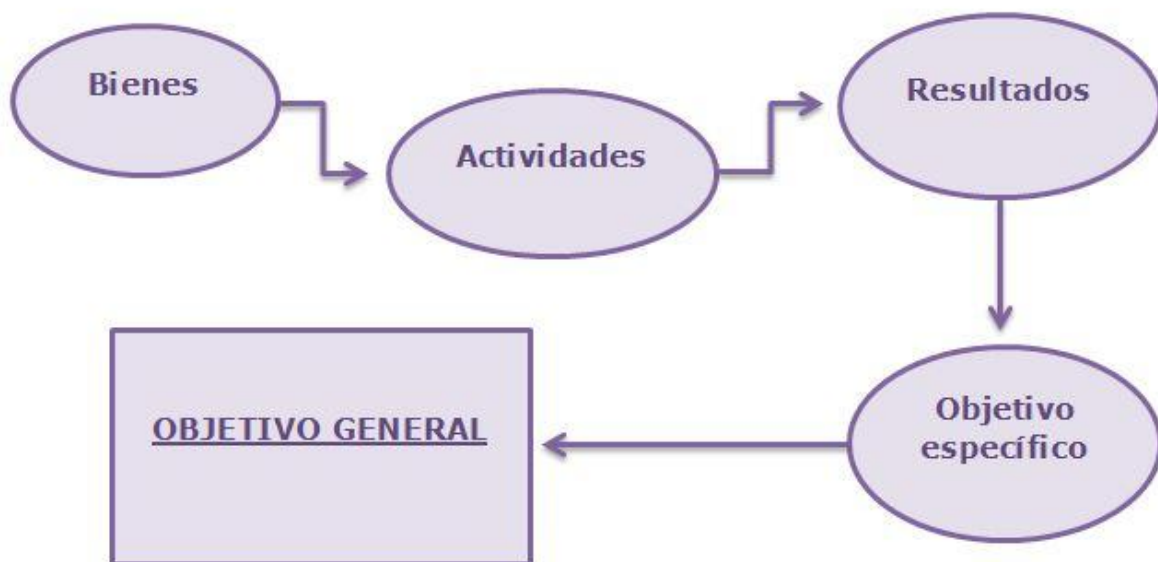 Bienes
Actividades
Resultados
Objetivo
específico
OBJETIVO GENERAL